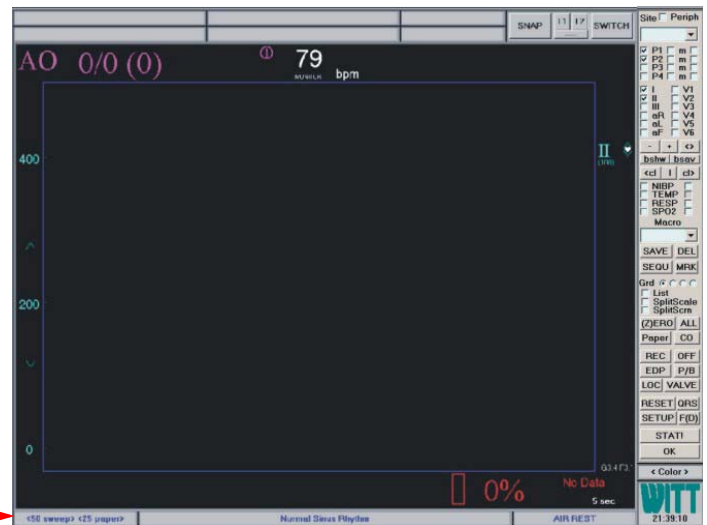 SNAP
11 12
SWITCH
Site Periph
AO 0/0 (0)
79
bpm
P1 m
P2 m
P3 m
P4 m
I V1
II V2
III V3
aR V4
aL V5
aF V6
- + <>
bshw bsav
<d I d>
NIBP
TEMP
RESP
SPO2
Macro
SAVE DEL
SEQU MRK
Grd
List
SplitScale
SplitScrn
(Z)ERO ALL
Paper CO
REC OFF
EDP P/B
LOC VALVE
RESET QRS
SETUP F(D)
STAT!
OK
< Color >
WITT
21:39:10
400
200
0
II
0%
No Data
5 sec
<50 sweep> <25 paper>
Normal Sinus Rhythm
AIR REST